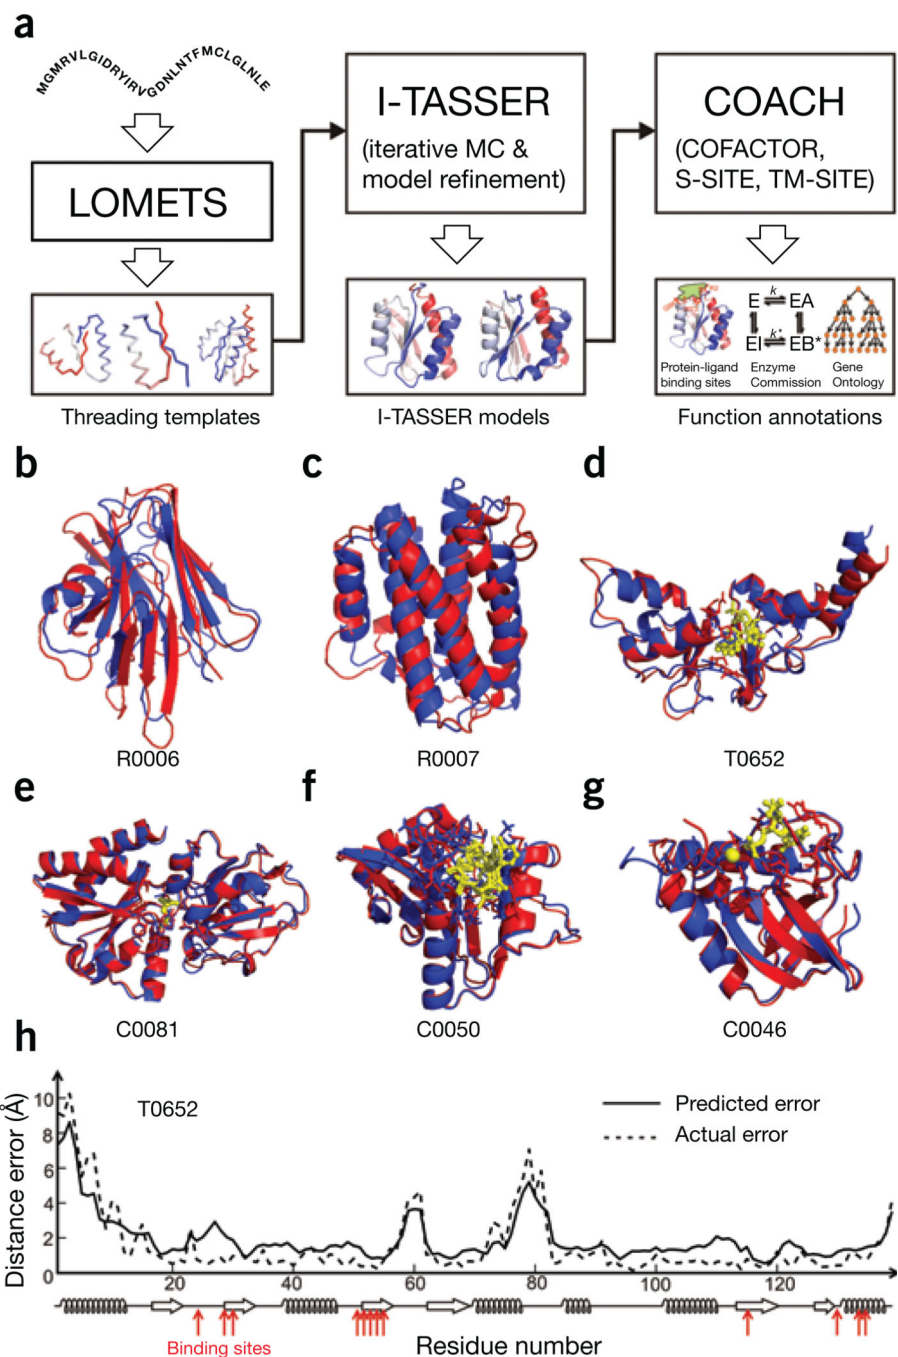 a
MGMRVLGIDRYIRVGDNLNTFMCLGLNLE
LOMETS
Threading templates
I-TASSER
(iterative MC &
model refinement)
I-TASSER models
COACH
(COFACTOR,
S-SITE, TM-SITE)
E k EA
EI k* EB*
Protein-ligand
binding sites
Enzyme
Commission
Gene
Ontology
Function annotations
b
R0006
c
R0007
d
T0652
e
C0081
f
C0050
g
C0046
h
T0652
Predicted error
Actual error
Distance error (Å)
10
8
6
4
2
0
20 40 60 80 100 120
Binding sites
Residue number